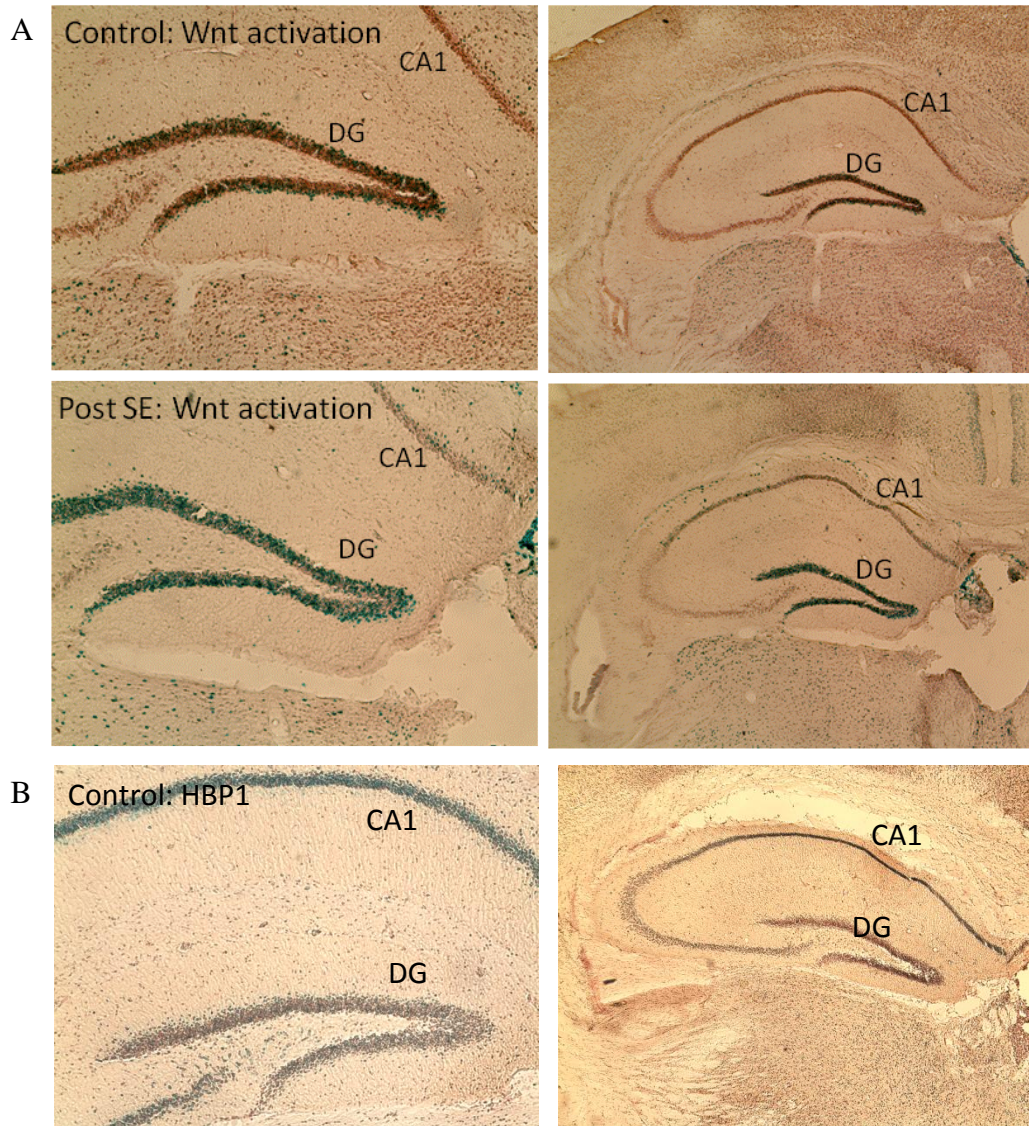 A
Control: Wnt activation
CA1
DG
CA1
DG
Post SE: Wnt activation
CA1
DG
CA1
DG
B
Control: HBP1
CA1
DG
CA1
DG